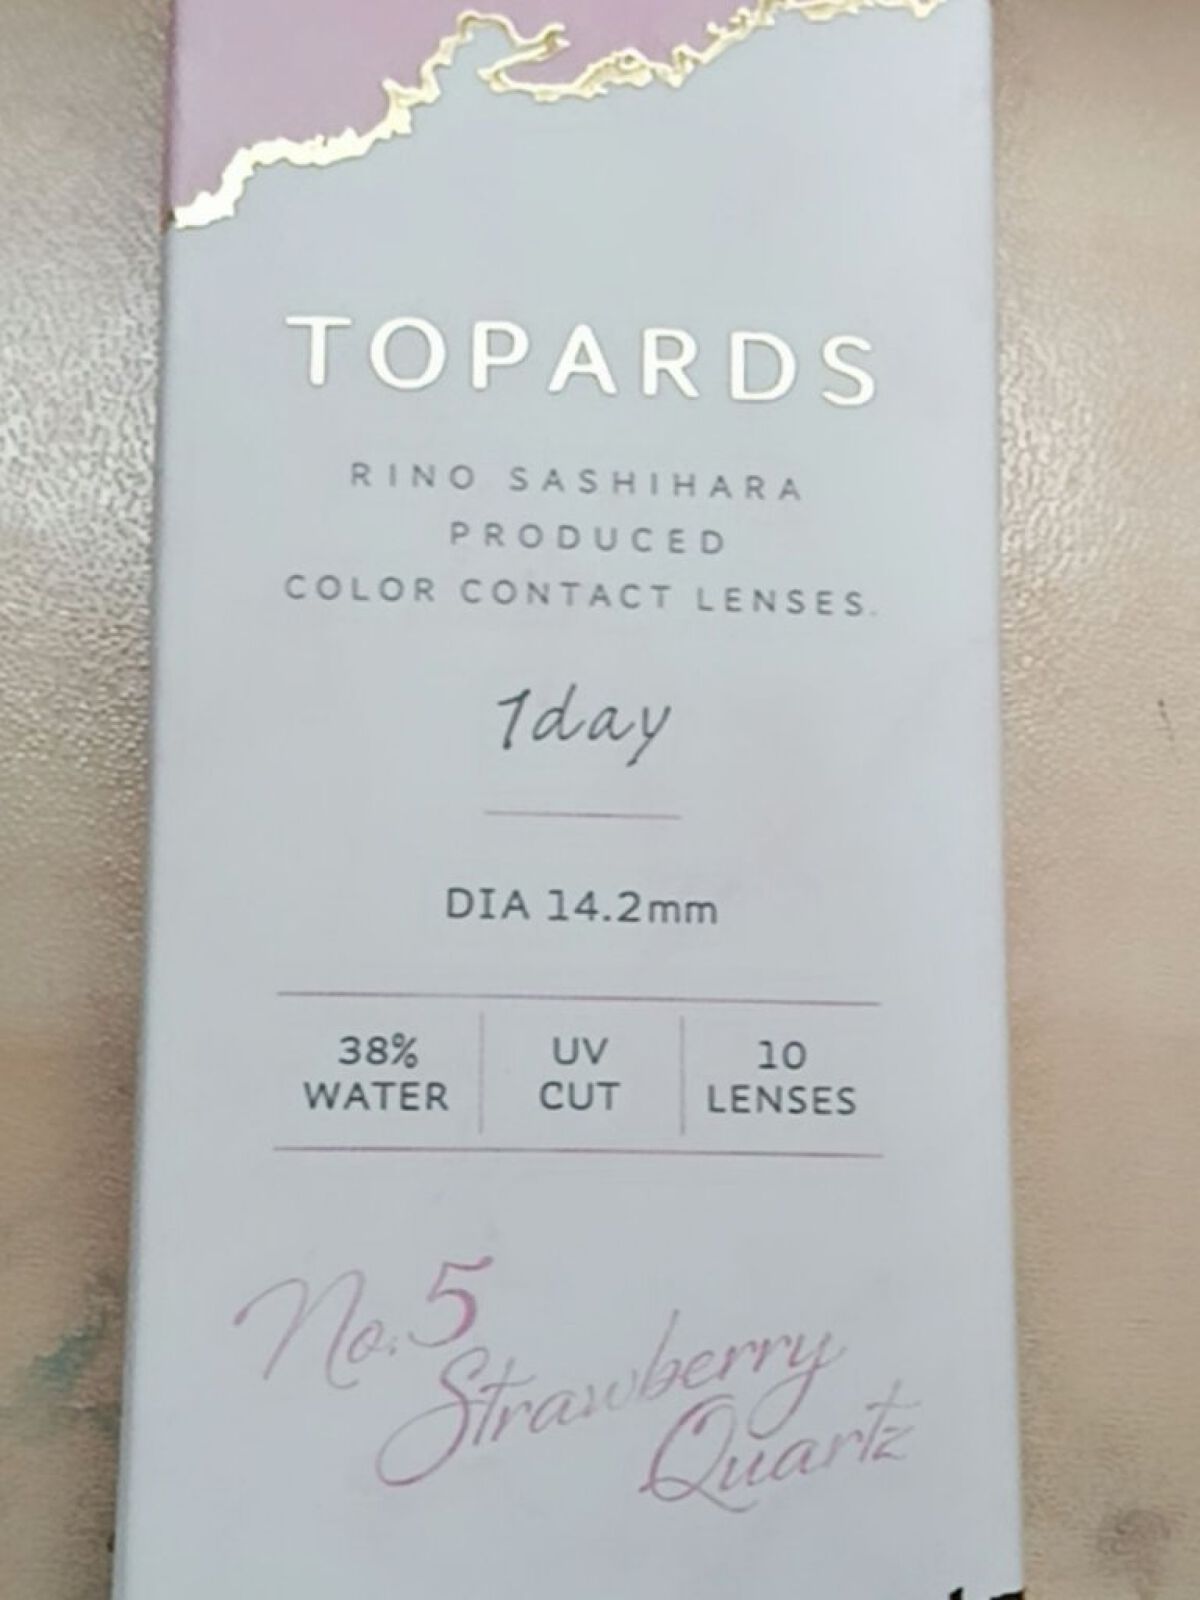 TOPARDS
RINO SASHIHARA
PRODUCED
COLOR CONTACT LENSES.
1day
DIA 14.2mm
38%
WATER
UV
CUT
10
LENSES
No.5
Strawberry
Quartz